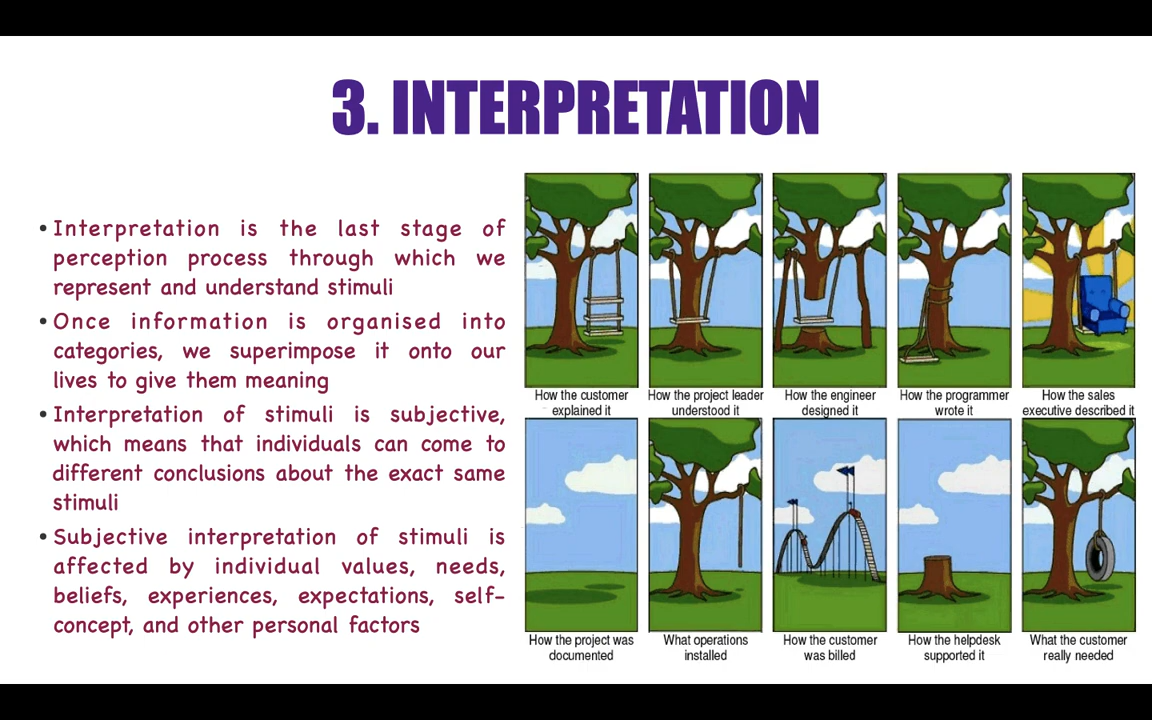 3. INTERPRETATION
• Interpretation is the last stage of
perception process through which we
represent and understand stimuli
• Once information is organised into
categories, we superimpose it onto our
lives to give them meaning
• Interpretation of stimuli is subjective,
which means that individuals can come to
different conclusions about the exact same
stimuli
• Subjective interpretation of stimuli is
affected by individual values, needs,
beliefs, experiences, expectations, self-
concept, and other personal factors
How the customer
explained it
How the project leader
understood it
How the engineer
designed it
How the programmer
wrote it
How the sales
executive described it
How the project was
documented
What operations
installed
How the customer
was billed
How the helpdesk
supported it
What the customer
really needed